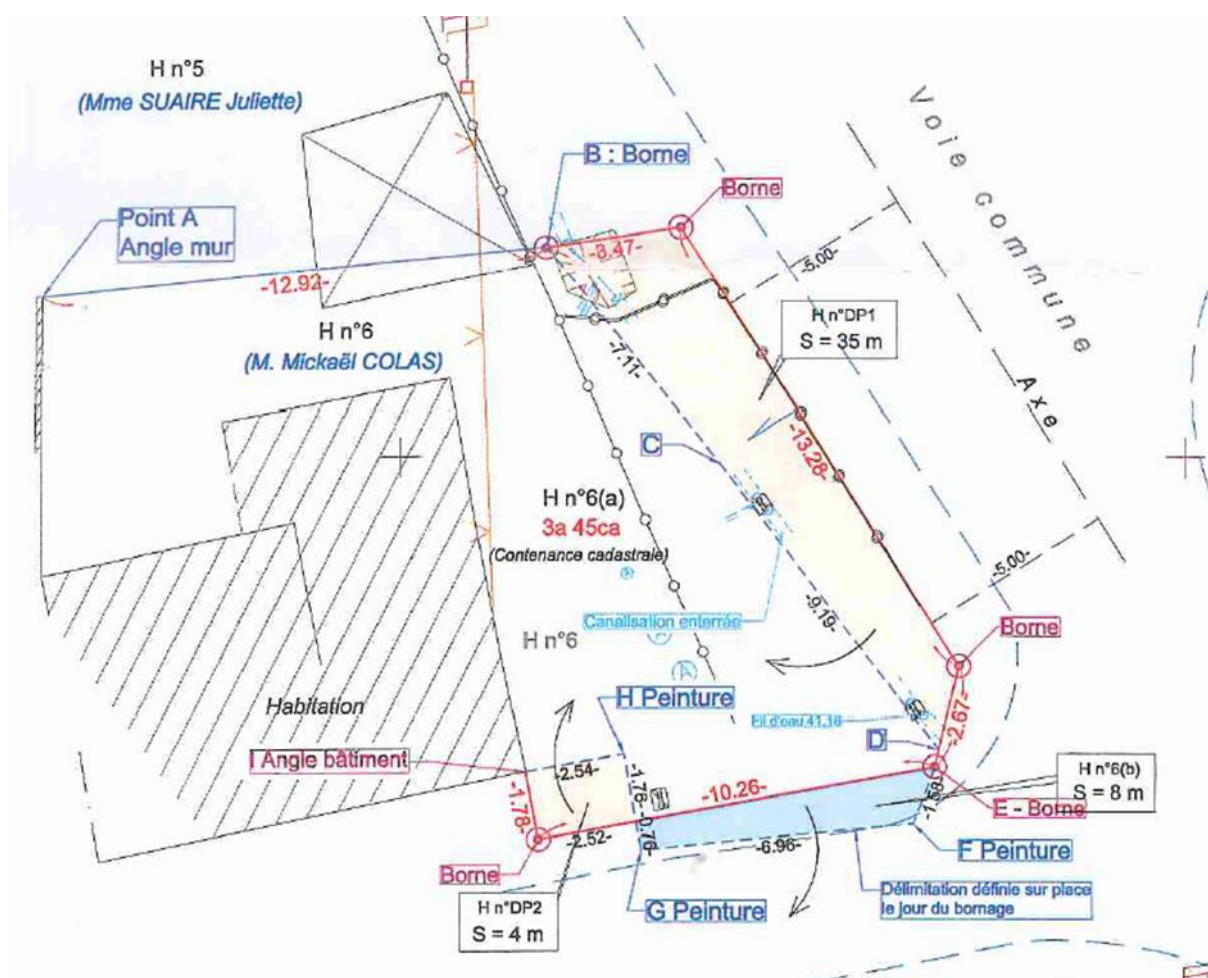 H n°5
(Mme SUAIRE Juliette)
B : Borne
Borne
Voie commune
Point A
Angle mur
-3.47-
-12.92-
-5.00-
H n°6
(M. Mickaël COLAS)
H n°DP1
S = 35 m
-7.11-
Axe
C
-13.28-
H n°6(a)
3a 45ca
(Contenance cadastrale)
-5.00-
Canalisation enterrée
-9.19-
Borne
H n°6
Habitation
H Peinture
Fil d'eau 41.16
-2.67-
D
I Angle bâtiment
-2.54-
H n°6(b)
S = 8 m
-1.78-
-1.78-
-10.26-
-1.58-
E - Borne
-2.52-
-0.76-
-6.96-
F Peinture
Borne
G Peinture
Délimitation définie sur place
le jour du bornage
H n°DP2
S = 4 m